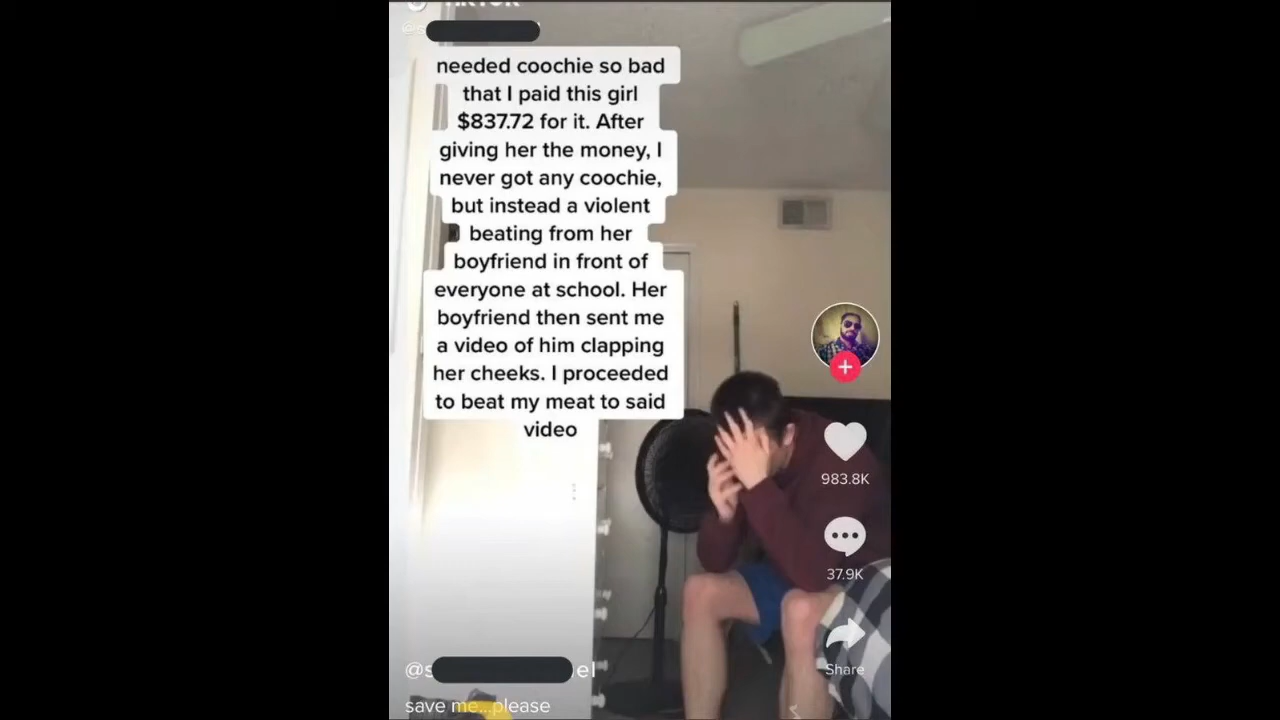 needed coochie so bad
that I paid this girl
$837.72 for it. After
giving her the money, I
never got any coochie,
but instead a violent
beating from her
boyfriend in front of
everyone at school. Her
boyfriend then sent me
a video of him clapping
her cheeks. I proceeded
to beat my meat to said
video
983.8K
37.9K
Share
save me...please